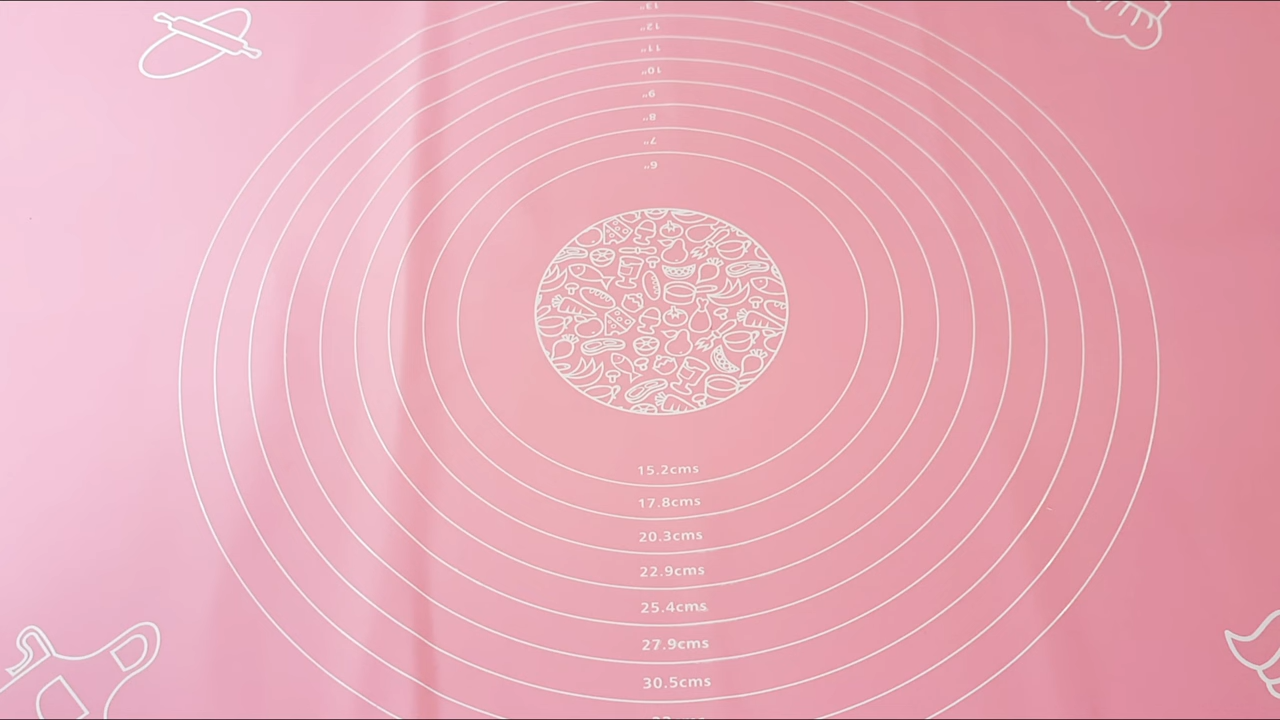 13"
12"
11"
10"
9"
8"
7"
6"
15.2cms
17.8cms
20.3cms
22.9cms
25.4cms
27.9cms
30.5cms